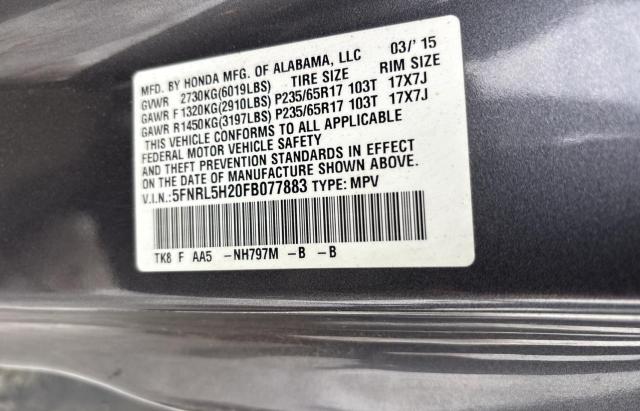 MFD. BY HONDA MFG. OF ALABAMA, LLC 03/'15
GVWR 2730KG(6019LBS) TIRE SIZE RIM SIZE
GAWR F1320KG(2910LBS) P235/65R17 103T 17X7J
GAWR R1450KG(3197LBS) P235/65R17 103T 17X7J
THIS VEHICLE CONFORMS TO ALL APPLICABLE
FEDERAL MOTOR VEHICLE SAFETY
AND THEFT PREVENTION STANDARDS IN EFFECT
ON THE DATE OF MANUFACTURE SHOWN ABOVE.
V.I.N.:5FNRL5H20FB077883 TYPE: MPV
TK8 F AA5 -NH797M -B -B